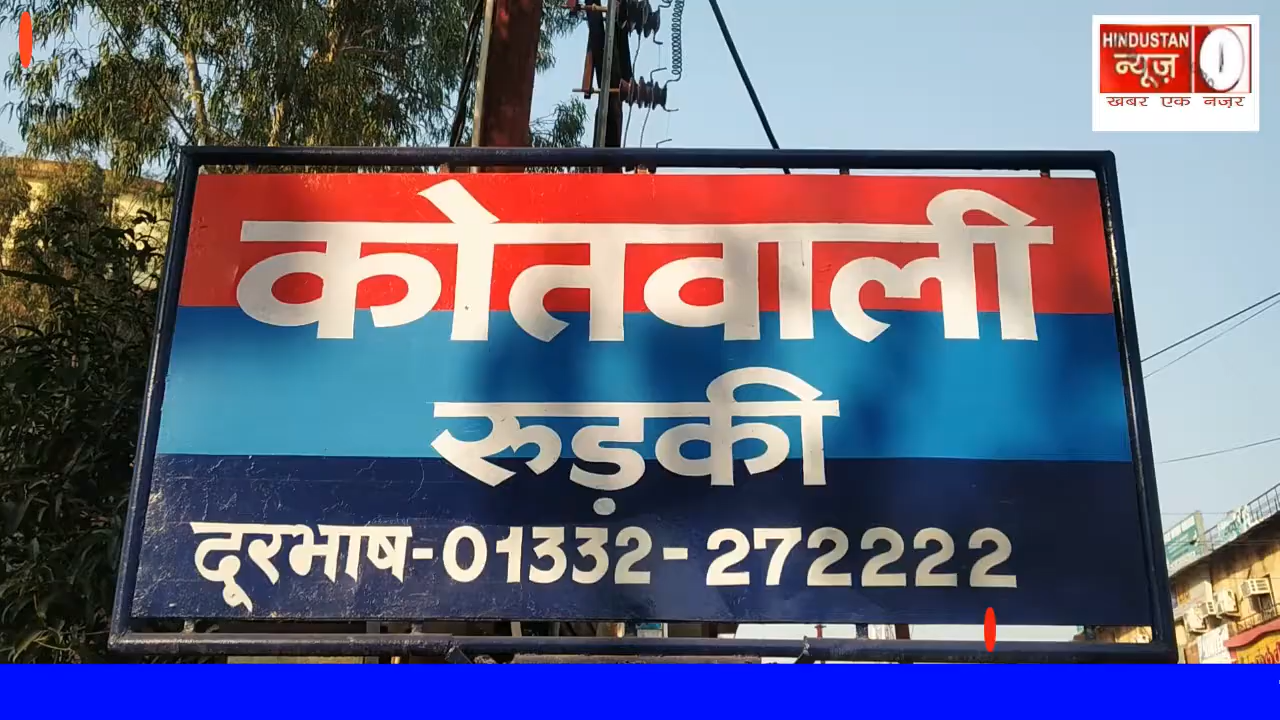 HINDUSTAN
न्यूज़
खबर एक नज़र
कोतवाली
रुड़की
दूरभाष-01332-272222